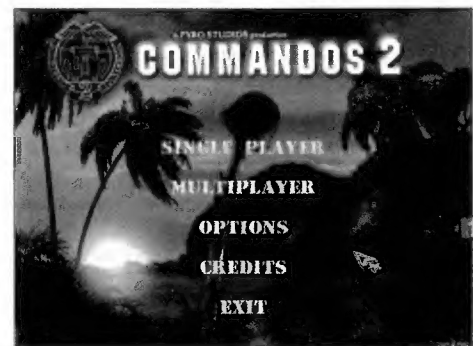 a PYRO STUDIOS production
COMMANDOS 2
SINGLE PLAYER
MULTIPLAYER
OPTIONS
CREDITS
EXIT